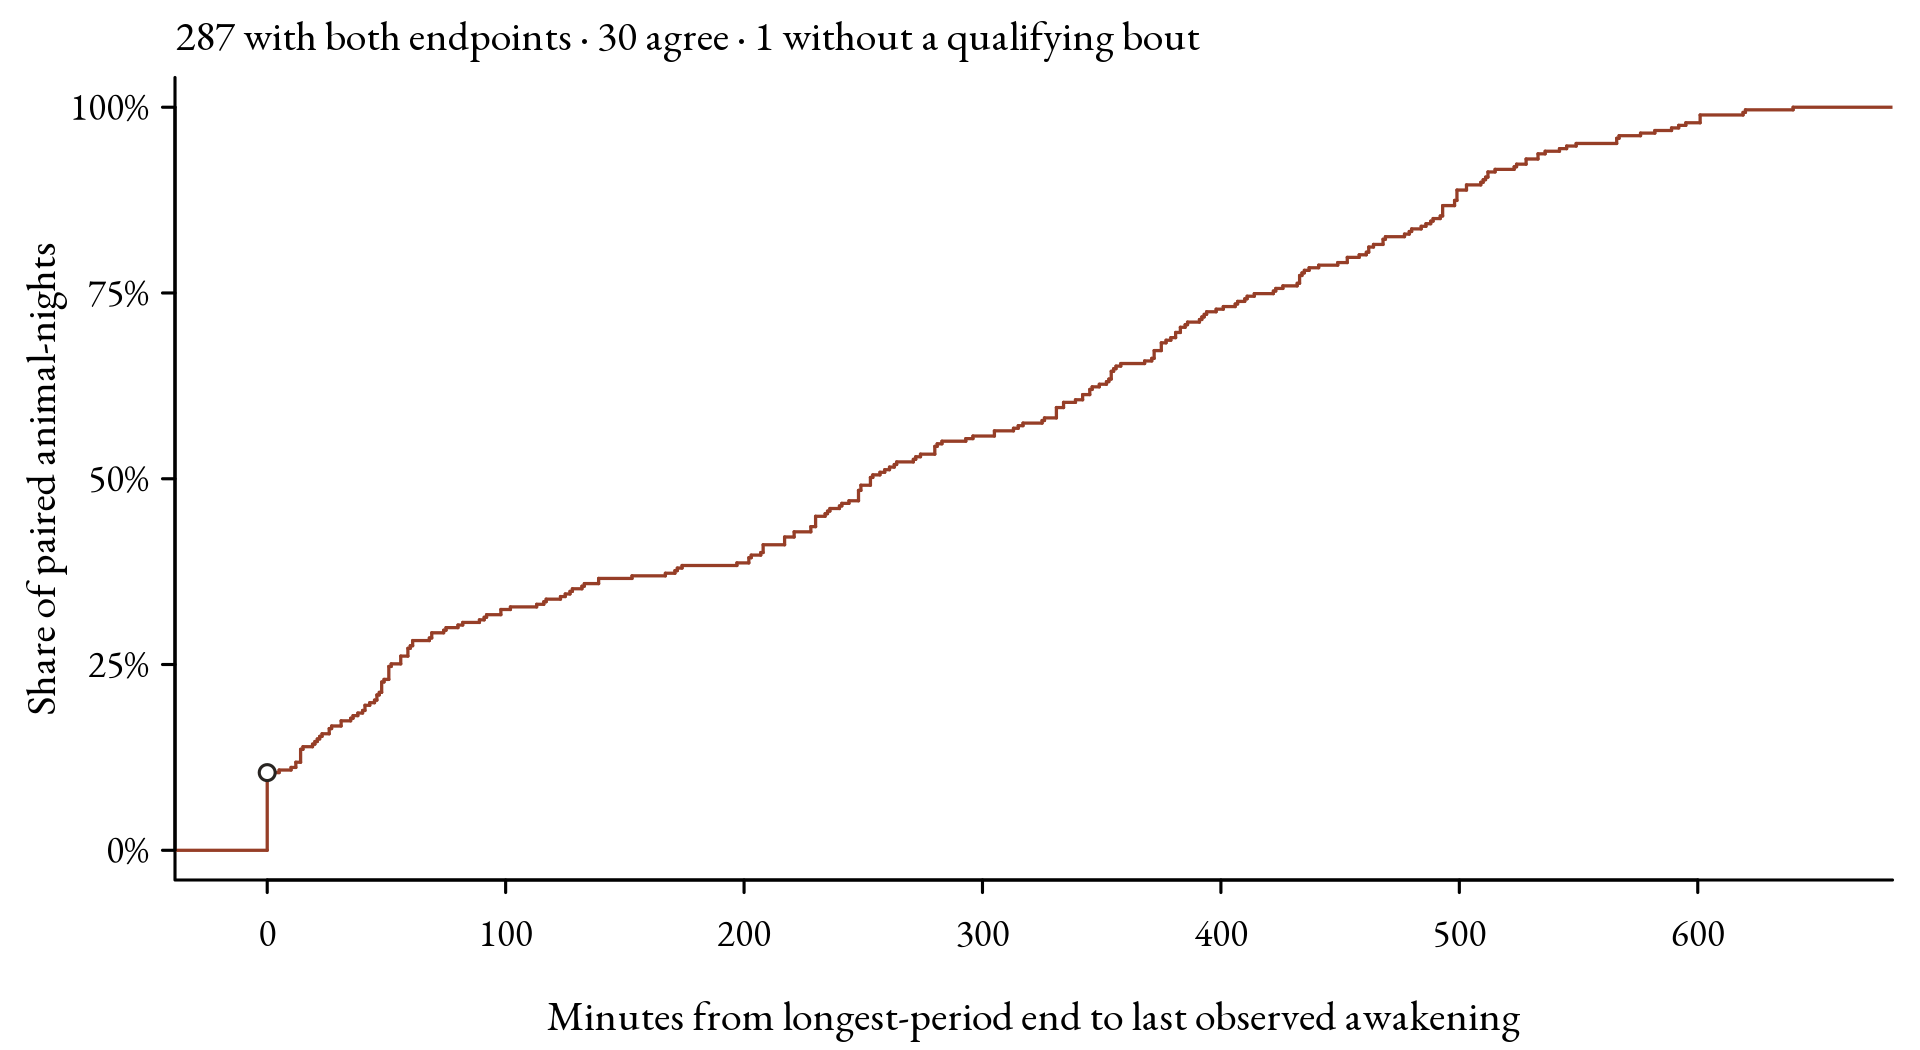 287 with both endpoints · 30 agree · 1 without a qualifying bout
Share of paired animal-nights
100%
75%
50%
25%
0%
0 100 200 300 400 500 600
Minutes from longest-period end to last observed awakening